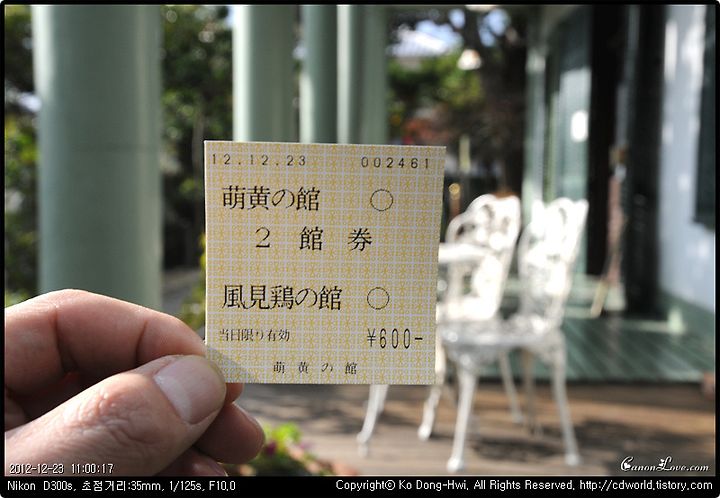 12.12.23 002461
萌黄の館 ○
2 館 券
風見鶏の館 ○
当日限り有効 ¥600-
萌 黄 の 館
2012-12-23 11:00:17
CanonLove.com
Nikon D300s, 초점거리:35mm, 1/125s, F10.0
Copyright© Ko Dong-Hwi, All Rights Reserved, http://cdworld.tistory.com